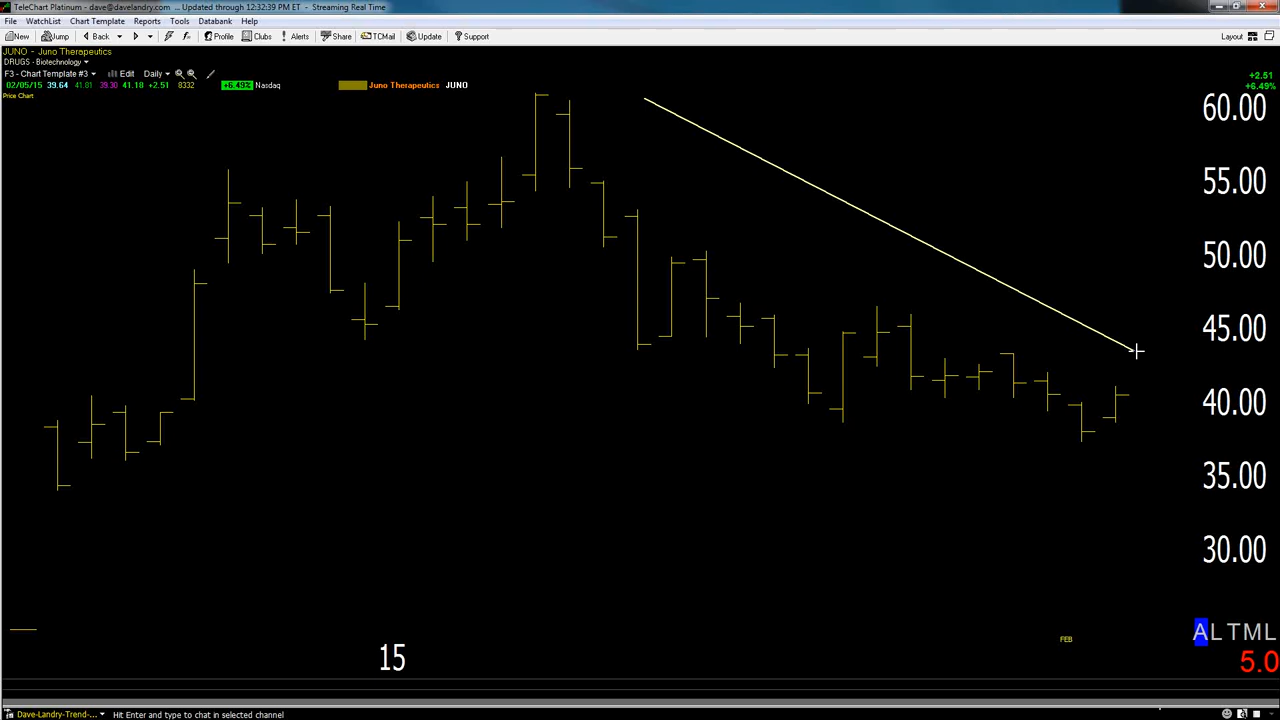 TeleChart Platinum - dave@davelandry.com ... Updated through 12:32:39 PM ET - Streaming Real Time
File WatchList Chart Template Reports Tools Databank Help
New Jump Back Profile Clubs Alerts Share TCMail Update Support Layout
JUNO - Juno Therapeutics
DRUGS - Biotechnology
F3 - Chart Template #3 Edit Daily
+2.51
02/05/15 39.64 41.81 39.30 41.18 +2.51 8332 +6.49% Nasdaq Juno Therapeutics JUNO
+6.49%
Price Chart
60.00
55.00
50.00
45.00
40.00
35.00
30.00
ALTML
FEB
15
5.0
Dave-Landry-Trend-... Hit Enter and type to chat in selected channel